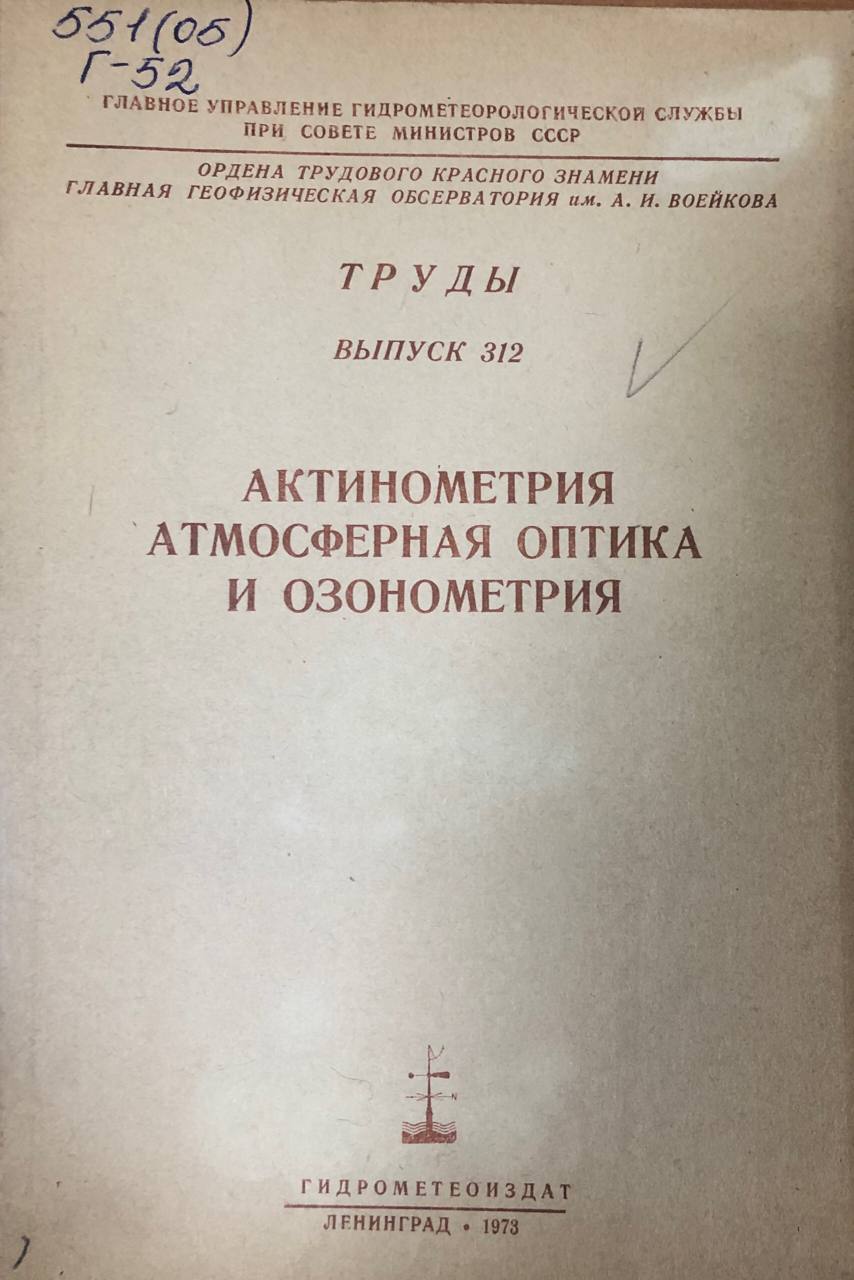 551(05)
Г-52
ГЛАВНОЕ УПРАВЛЕНИЕ ГИДРОМЕТЕОРОЛОГИЧЕСКОЙ СЛУЖБЫ
ПРИ СОВЕТЕ МИНИСТРОВ СССР
ОРДЕНА ТРУДОВОГО КРАСНОГО ЗНАМЕНИ
ГЛАВНАЯ ГЕОФИЗИЧЕСКАЯ ОБСЕРВАТОРИЯ им. А. И. ВОЕЙКОВА
ТРУДЫ
ВЫПУСК 312
АКТИНОМЕТРИЯ
АТМОСФЕРНАЯ ОПТИКА
И ОЗОНОМЕТРИЯ
N
ГИДРОМЕТЕОИЗДАТ
ЛЕНИНГРАД • 1973